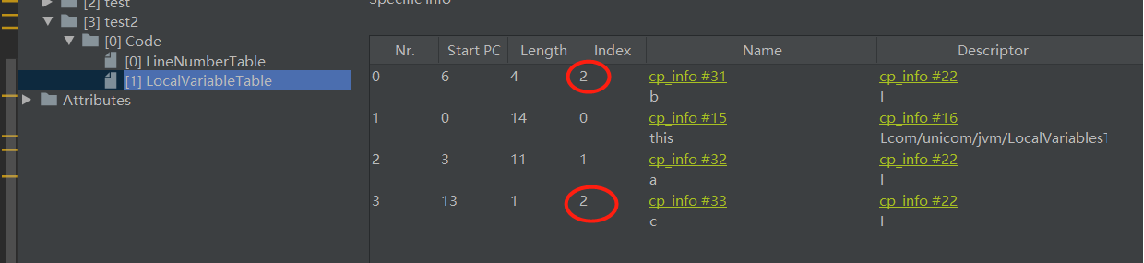 [2] test
Specific info
[3] test2
[0] Code
[0] LineNumberTable
[1] LocalVariableTable
Attributes
Nr. Start PC Length Index Name Descriptor
0 6 4 2 cp_info #31 cp_info #22
b I
1 0 14 0 cp_info #15 cp_info #16
this Lcom/unicom/jvm/LocalVariablesT
2 3 11 1 cp_info #32 cp_info #22
a I
3 13 1 2 cp_info #33 cp_info #22
c I